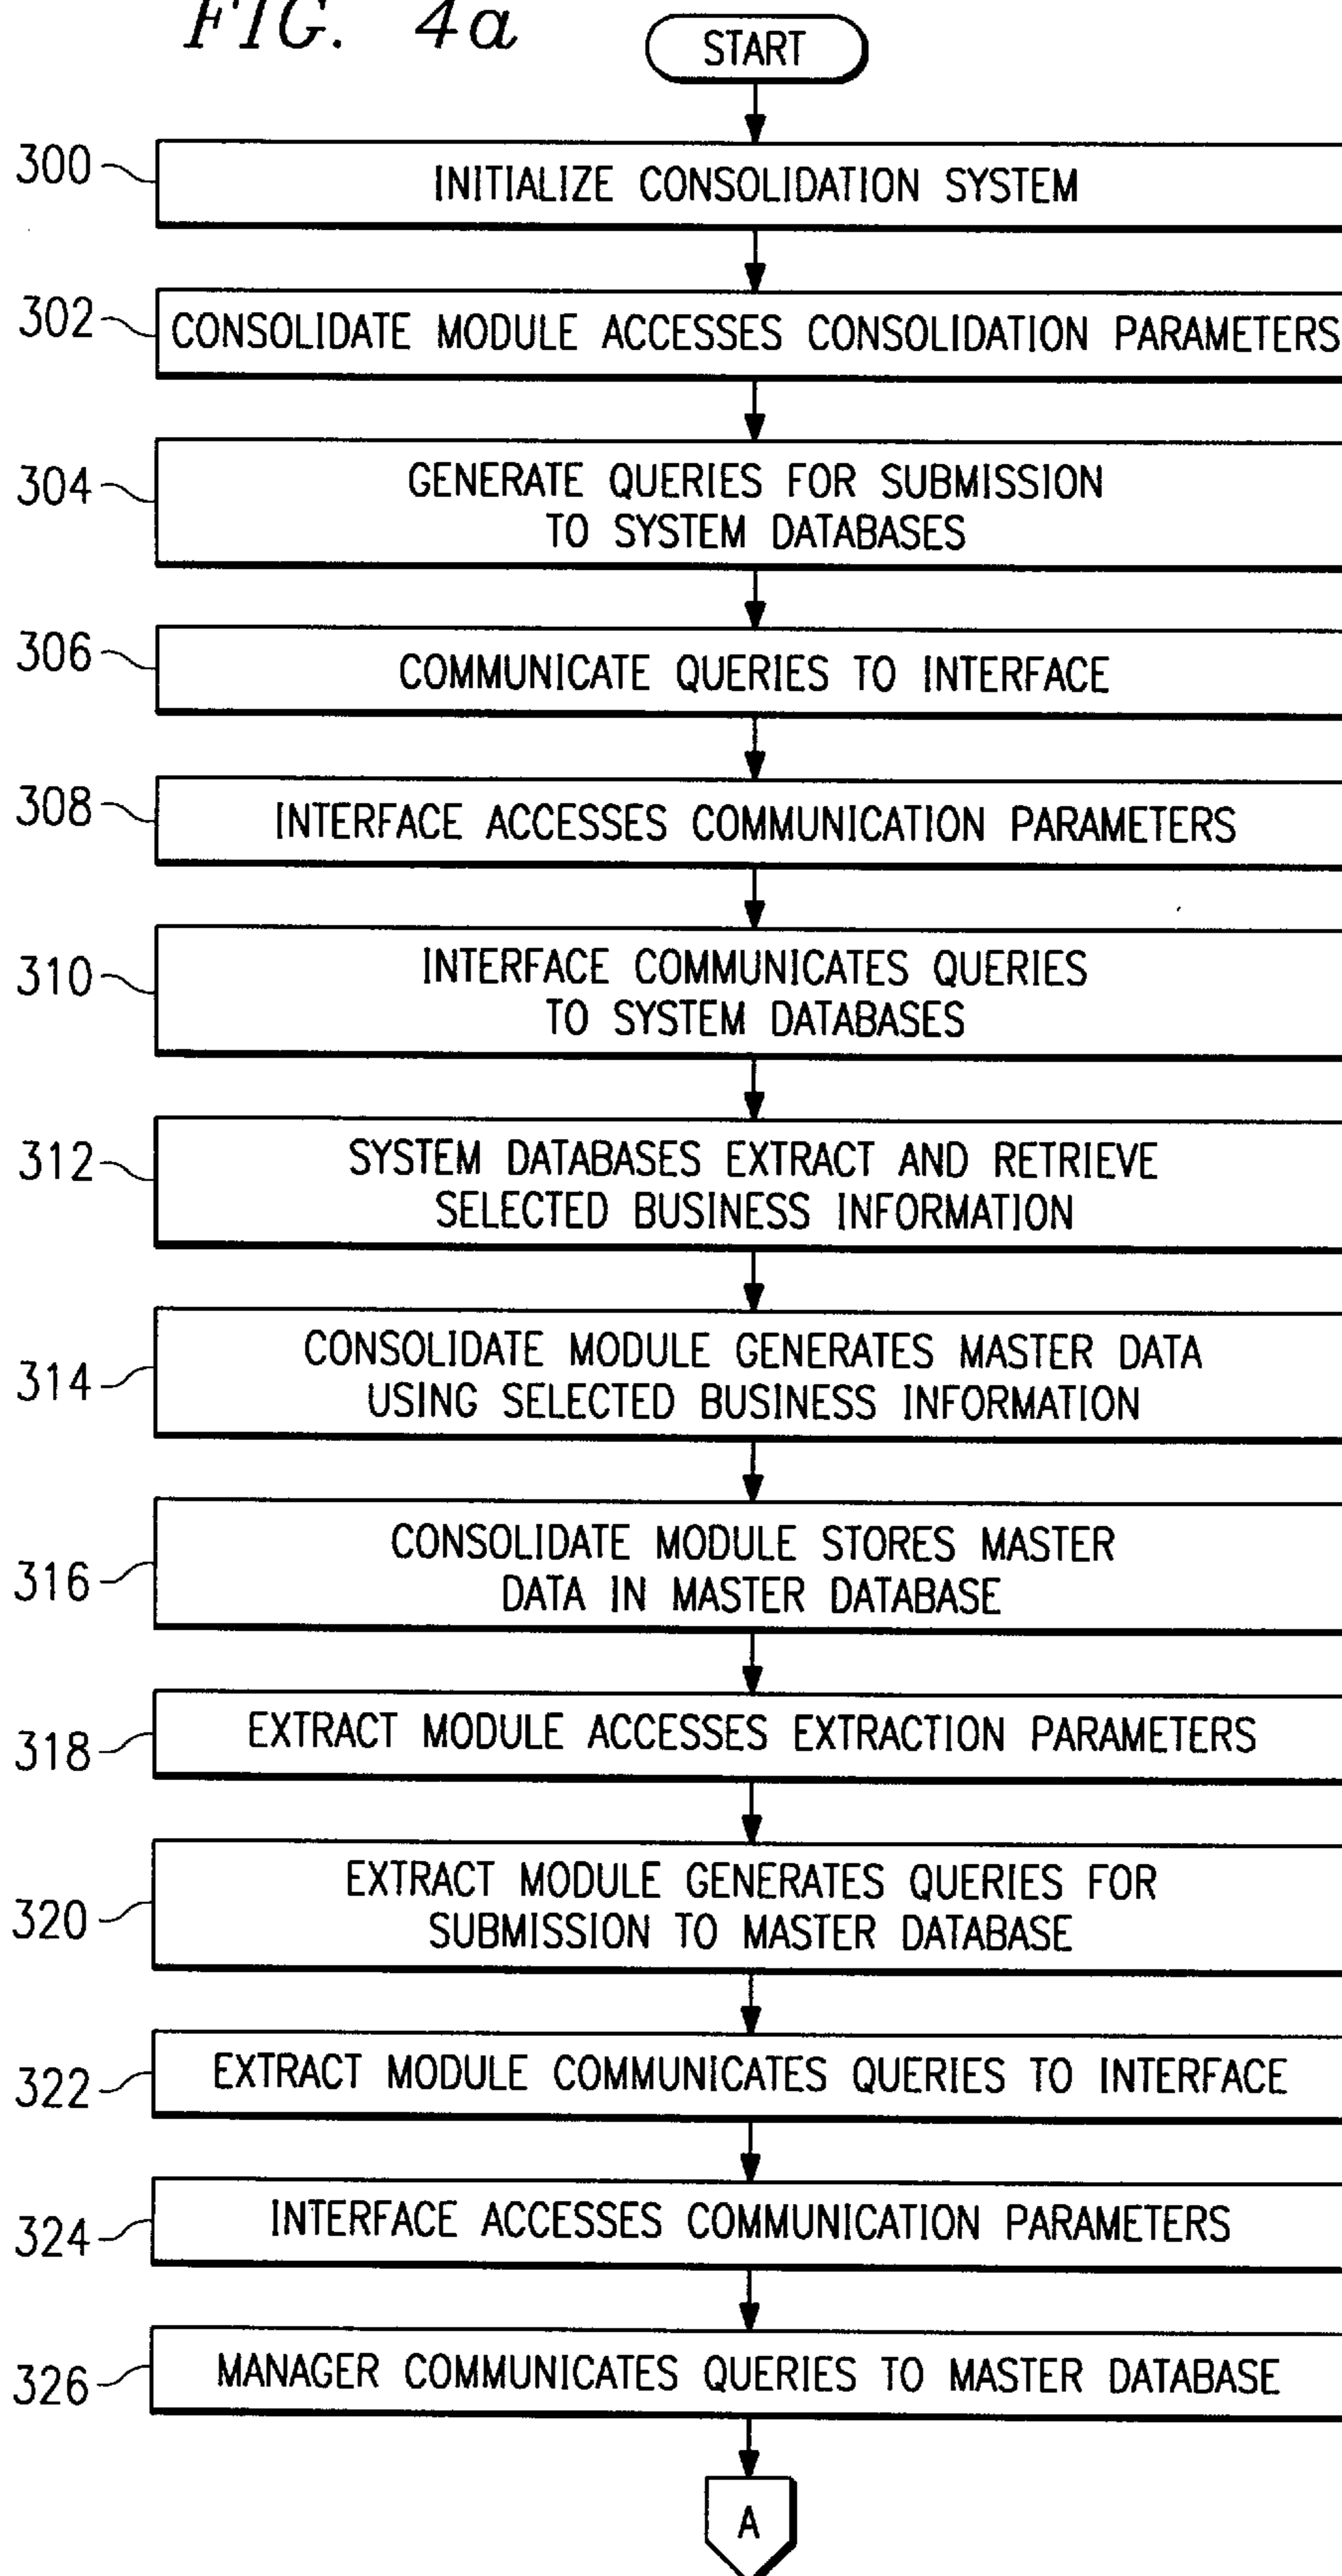 FIG. 4a
START
300
INITIALIZE CONSOLIDATION SYSTEM
302
CONSOLIDATE MODULE ACCESSES CONSOLIDATION PARAMETERS
304
GENERATE QUERIES FOR SUBMISSION
TO SYSTEM DATABASES
306
COMMUNICATE QUERIES TO INTERFACE
308
INTERFACE ACCESSES COMMUNICATION PARAMETERS
310
INTERFACE COMMUNICATES QUERIES
TO SYSTEM DATABASES
312
SYSTEM DATABASES EXTRACT AND RETRIEVE
SELECTED BUSINESS INFORMATION
314
CONSOLIDATE MODULE GENERATES MASTER DATA
USING SELECTED BUSINESS INFORMATION
316
CONSOLIDATE MODULE STORES MASTER
DATA IN MASTER DATABASE
318
EXTRACT MODULE ACCESSES EXTRACTION PARAMETERS
320
EXTRACT MODULE GENERATES QUERIES FOR
SUBMISSION TO MASTER DATABASE
322
EXTRACT MODULE COMMUNICATES QUERIES TO INTERFACE
324
INTERFACE ACCESSES COMMUNICATION PARAMETERS
326
MANAGER COMMUNICATES QUERIES TO MASTER DATABASE
A